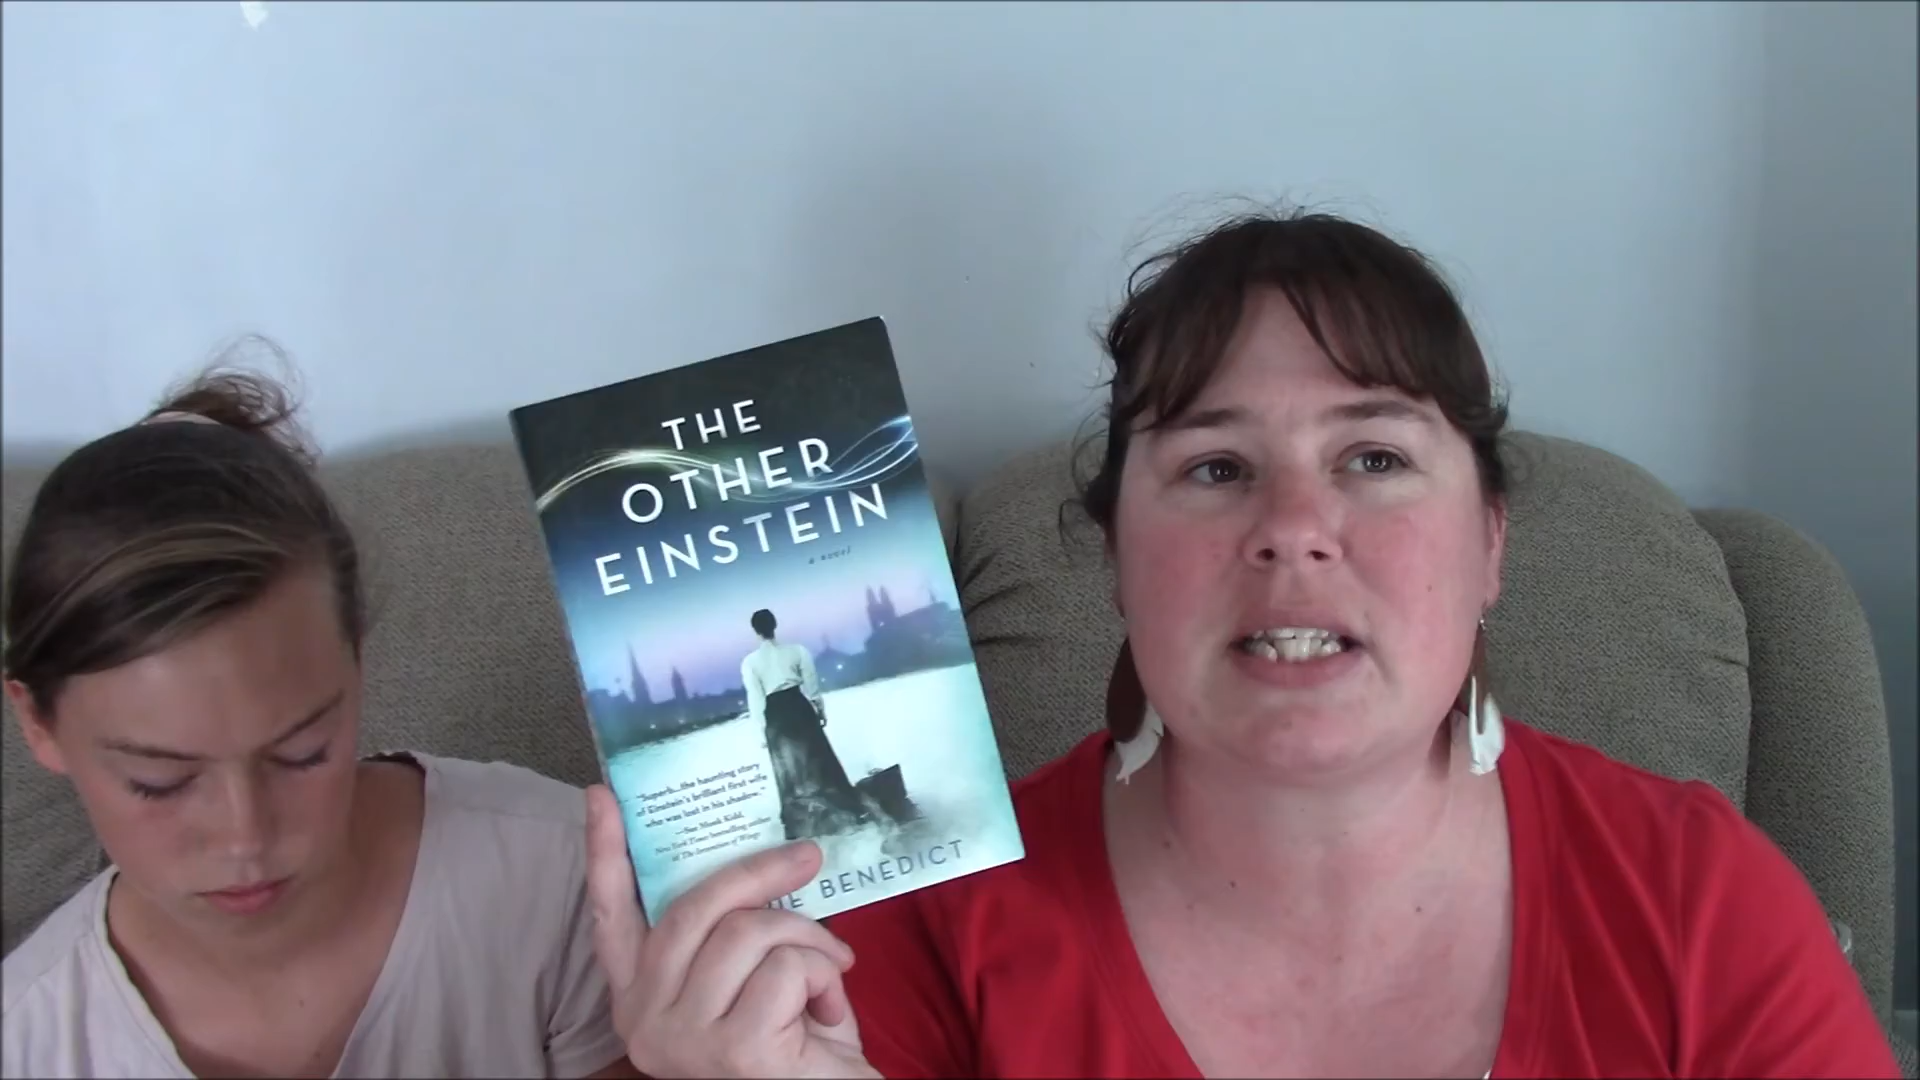 THE
OTHER
EINSTEIN
a novel
"Superb...the haunting story
of Einstein's brilliant first wife
who was lost in his shadow."
—Sue Monk Kidd,
New York Times bestselling author
of The Invention of Wings
BENEDICT